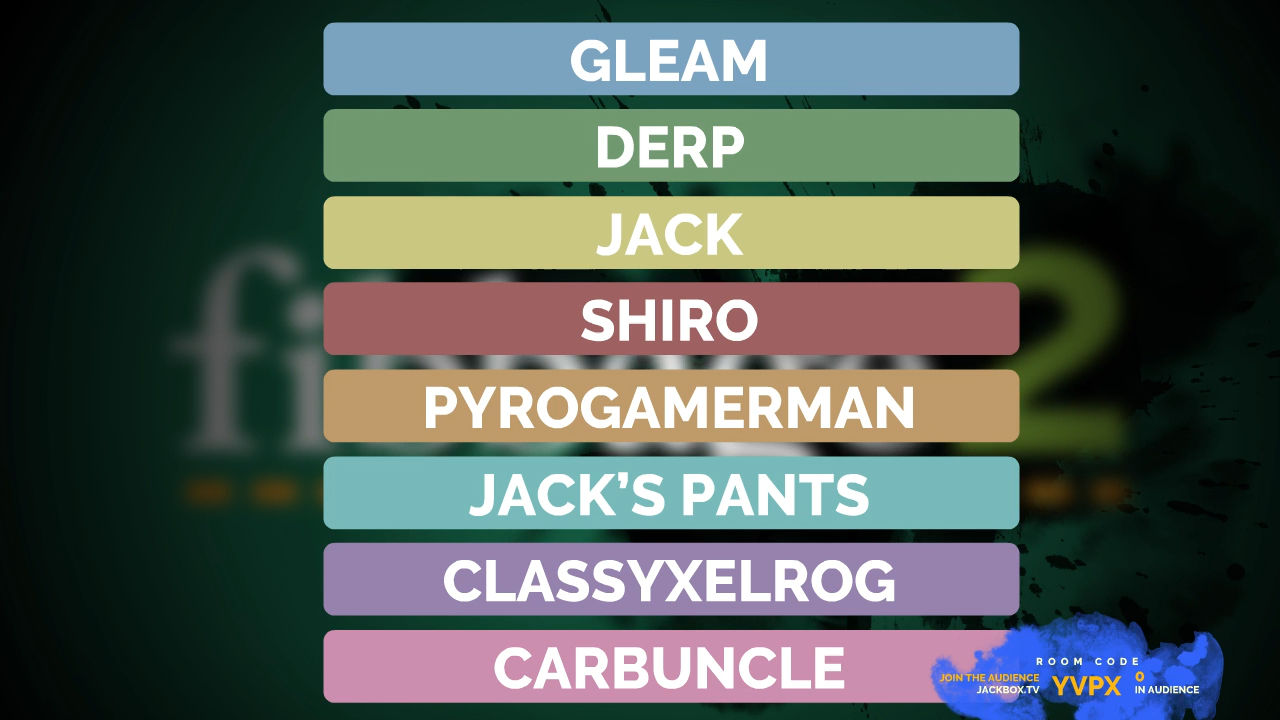 GLEAM
DERP
JACK
SHIRO
PYROGAMERMAN
JACK’S PANTS
CLASSYXELROG
CARBUNCLE
ROOM CODE
JOIN THE AUDIENCE
JACKBOX.TV
YVPX
0
IN AUDIENCE
2